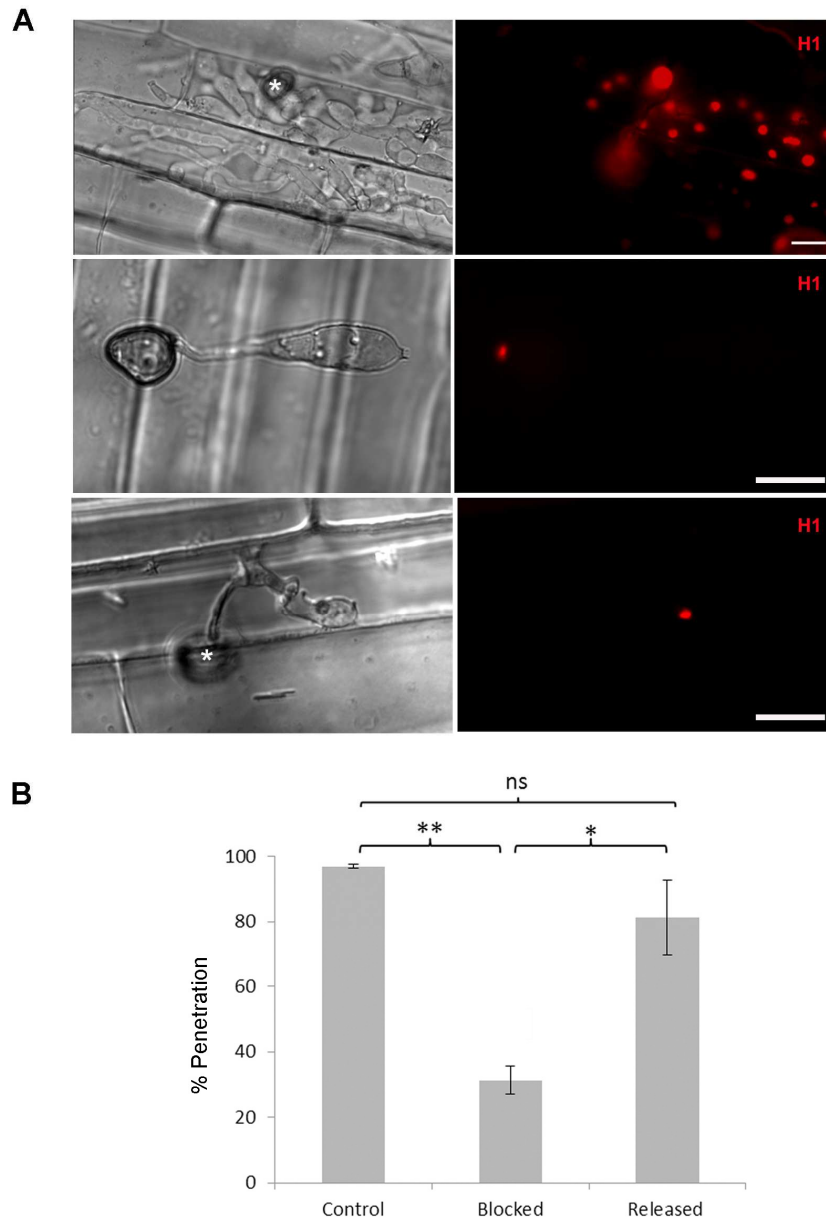 A
*
H1
H1
*
H1
B
ns
**
*
% Penetration
100
80
60
40
20
0
Control
Blocked
Released